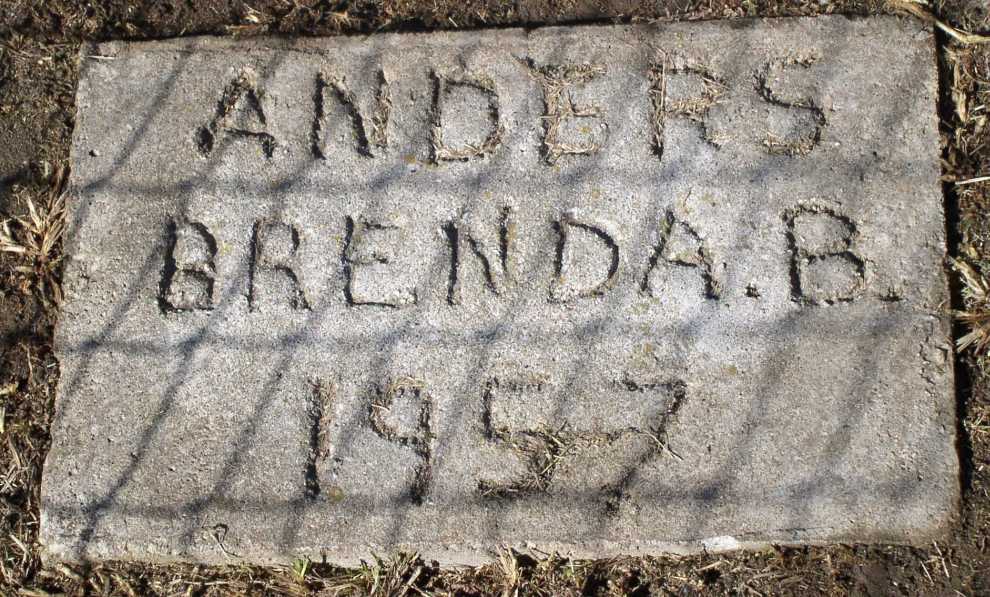 ANDERS
BRENDA.B.
1957